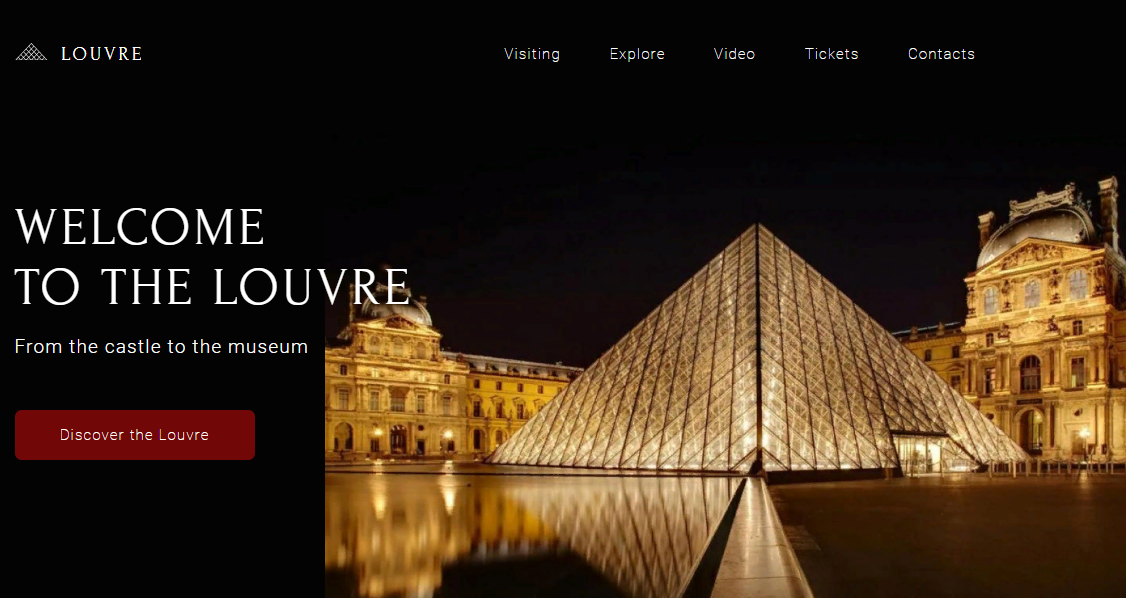 LOUVRE
Visiting Explore Video Tickets Contacts
WELCOME
TO THE LOUVRE
From the castle to the museum
Discover the Louvre